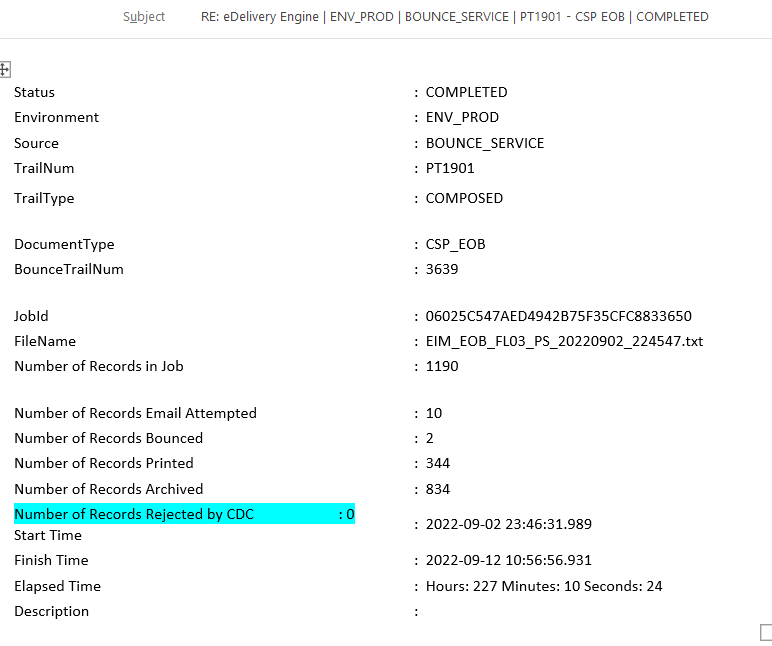 Subject RE: eDelivery Engine | ENV_PROD | BOUNCE_SERVICE | PT1901 - CSP EOB | COMPLETED
Status : COMPLETED
Environment : ENV_PROD
Source : BOUNCE_SERVICE
TrailNum : PT1901
TrailType : COMPOSED
DocumentType : CSP_EOB
BounceTrailNum : 3639
JobId : 06025C547AED4942B75F35CFC8833650
FileName : EIM_EOB_FL03_PS_20220902_224547.txt
Number of Records in Job : 1190
Number of Records Email Attempted : 10
Number of Records Bounced : 2
Number of Records Printed : 344
Number of Records Archived : 834
Number of Records Rejected by CDC : 0
Start Time : 2022-09-02 23:46:31.989
Finish Time : 2022-09-12 10:56:56.931
Elapsed Time : Hours: 227 Minutes: 10 Seconds: 24
Description :